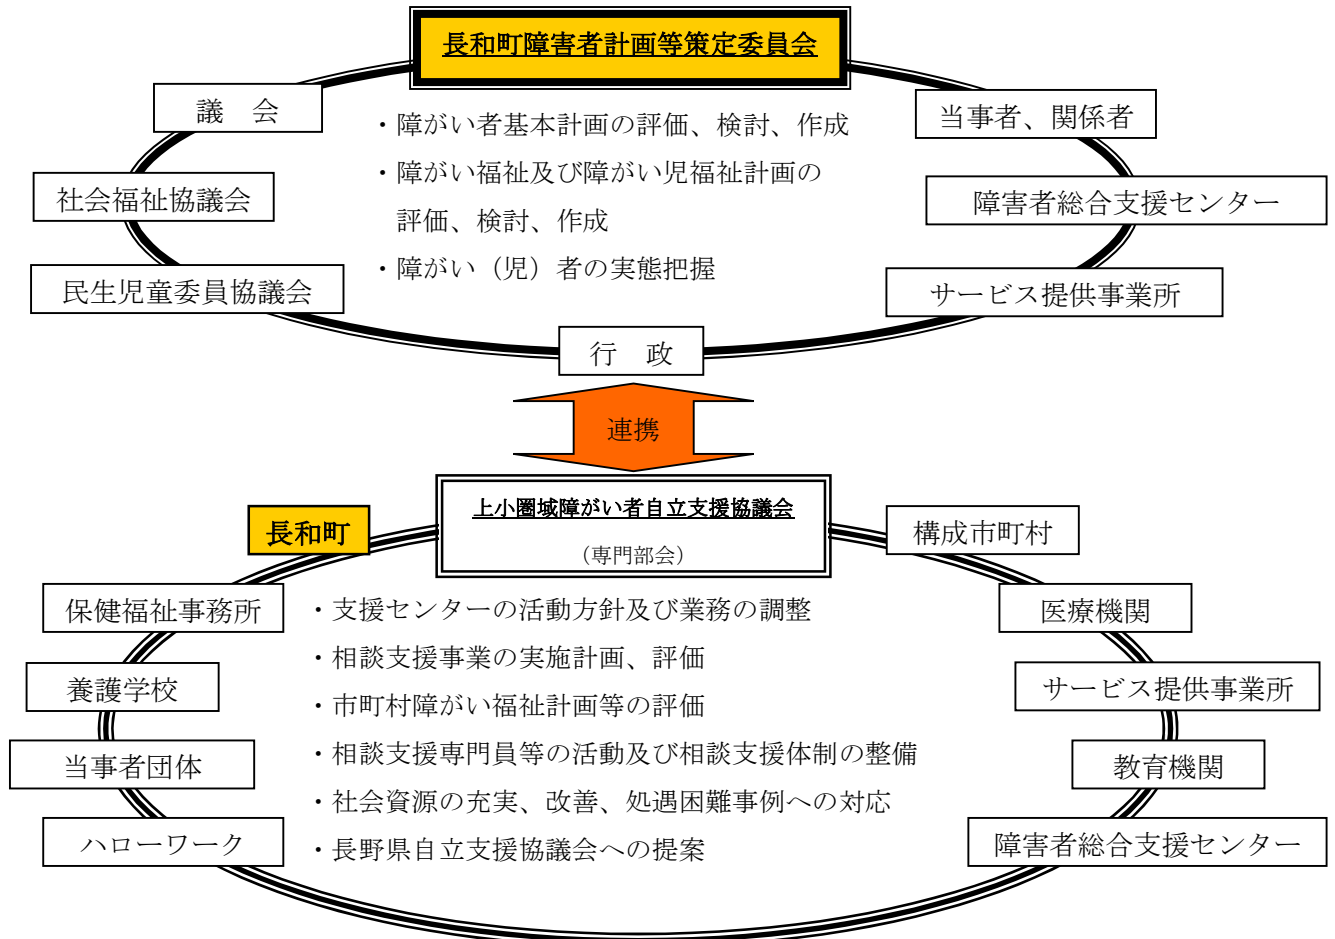 長和町障害者計画等策定委員会
議　会
当事者、関係者
・障がい者基本計画の評価、検討、作成
・障がい福祉及び障がい児福祉計画の
評価、検討、作成
・障がい（児）者の実態把握
社会福祉協議会
障害者総合支援センター
民生児童委員協議会
サービス提供事業所
行　政
連携
上小圏域障がい者自立支援協議会
（専門部会）
長和町
構成市町村
保健福祉事務所
医療機関
養護学校
サービス提供事業所
当事者団体
教育機関
ハローワーク
障害者総合支援センター
・支援センターの活動方針及び業務の調整
・相談支援事業の実施計画、評価
・市町村障がい福祉計画等の評価
・相談支援専門員等の活動及び相談支援体制の整備
・社会資源の充実、改善、処遇困難事例への対応
・長野県自立支援協議会への提案